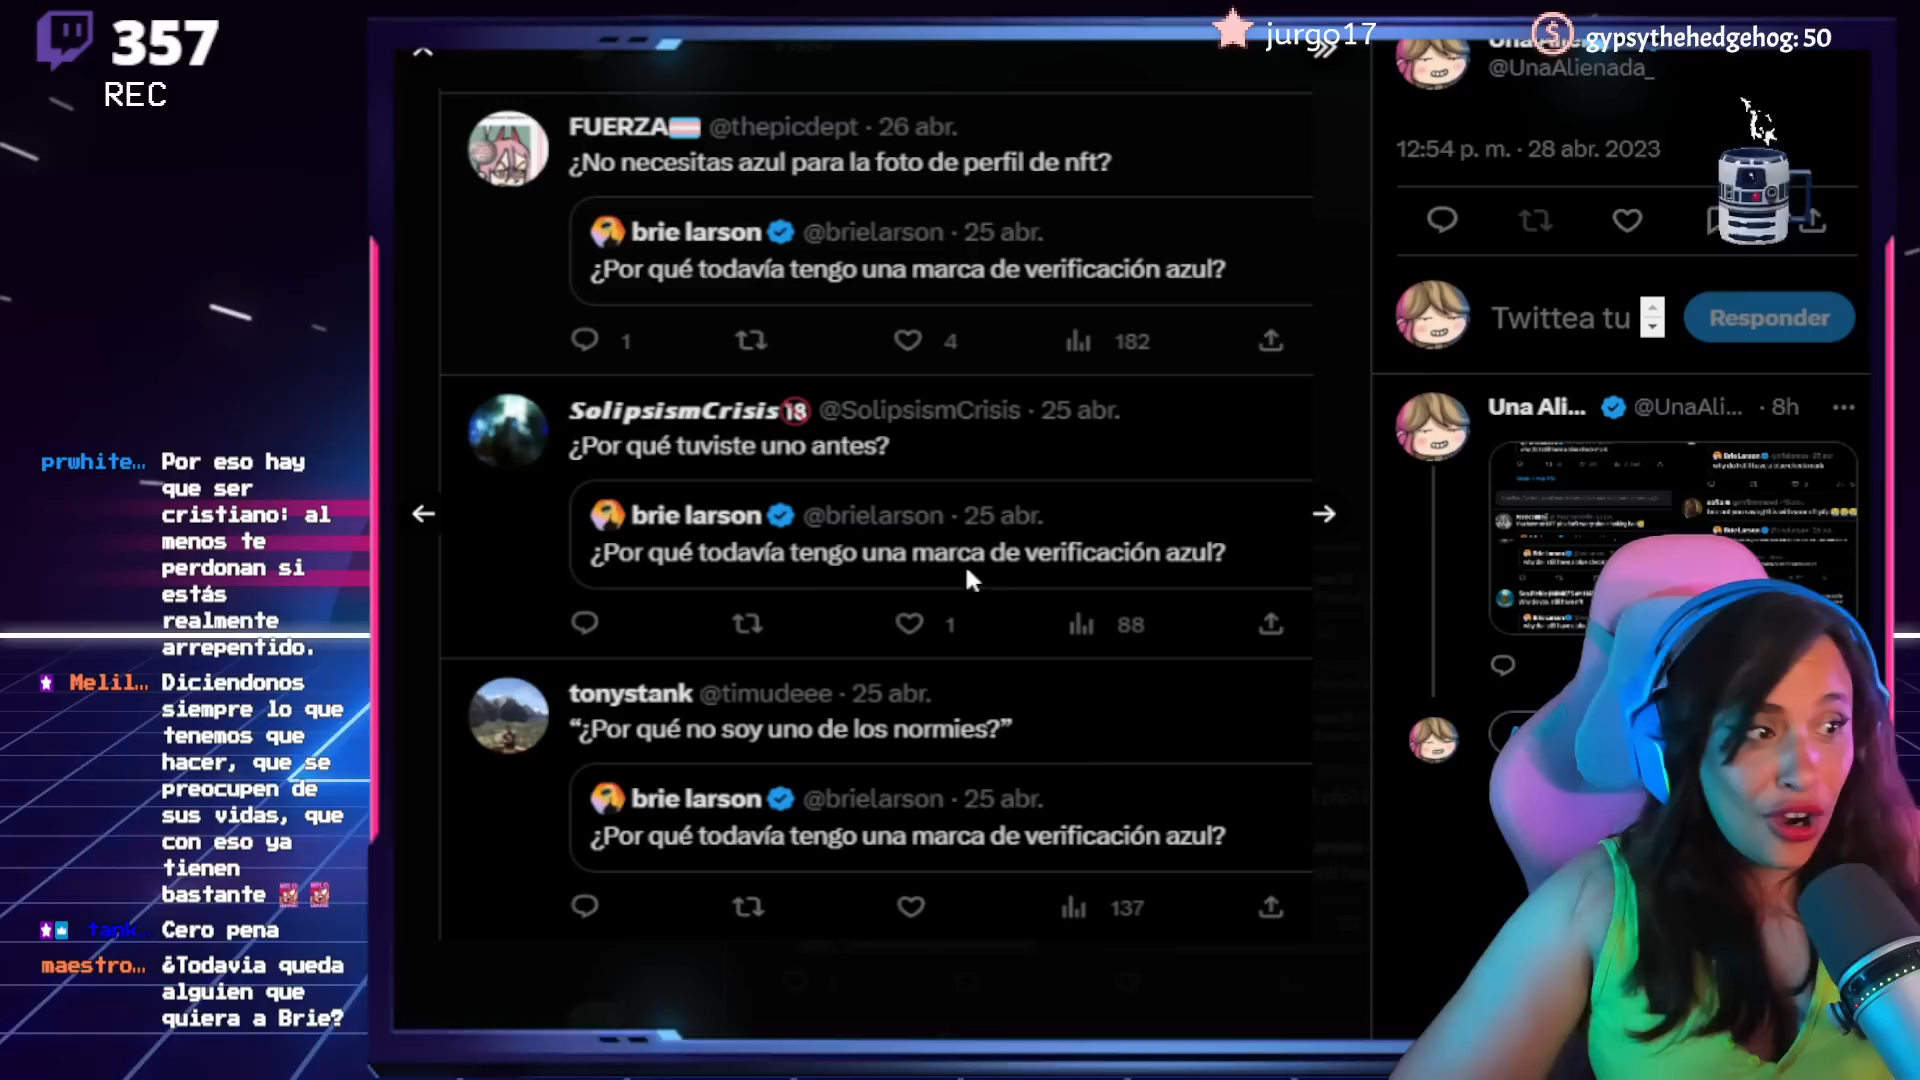 357
REC
jurgo17
gypsythehedgehog: 50
FUERZA @thepicdept · 26 abr.
¿No necesitas azul para la foto de perfil de nft?
brie larson @brielarson · 25 abr.
¿Por qué todavía tengo una marca de verificación azul?
1
4
182
SolipsismCrisis🔞 @SolipsismCrisis · 25 abr.
¿Por qué tuviste uno antes?
brie larson @brielarson · 25 abr.
¿Por qué todavía tengo una marca de verificación azul?
1
88
tonystank @timudeee · 25 abr.
“¿Por qué no soy uno de los normies?”
brie larson @brielarson · 25 abr.
¿Por qué todavía tengo una marca de verificación azul?
137
@UnaAlienada_
12:54 p. m. · 28 abr. 2023
Twittea tu
Responder
Una Ali... @UnaAli... · 8h
prwhite… Por eso hay
que ser
cristiano: al
menos te
perdonan si
estás
realmente
arrepentido.
Melil… Diciendonos
siempre lo que
tenemos que
hacer, que se
preocupen de
sus vidas, que
con eso ya
tienen
bastante
tank… Cero pena
maestro… ¿Todavia queda
alguien que
quiera a Brie?